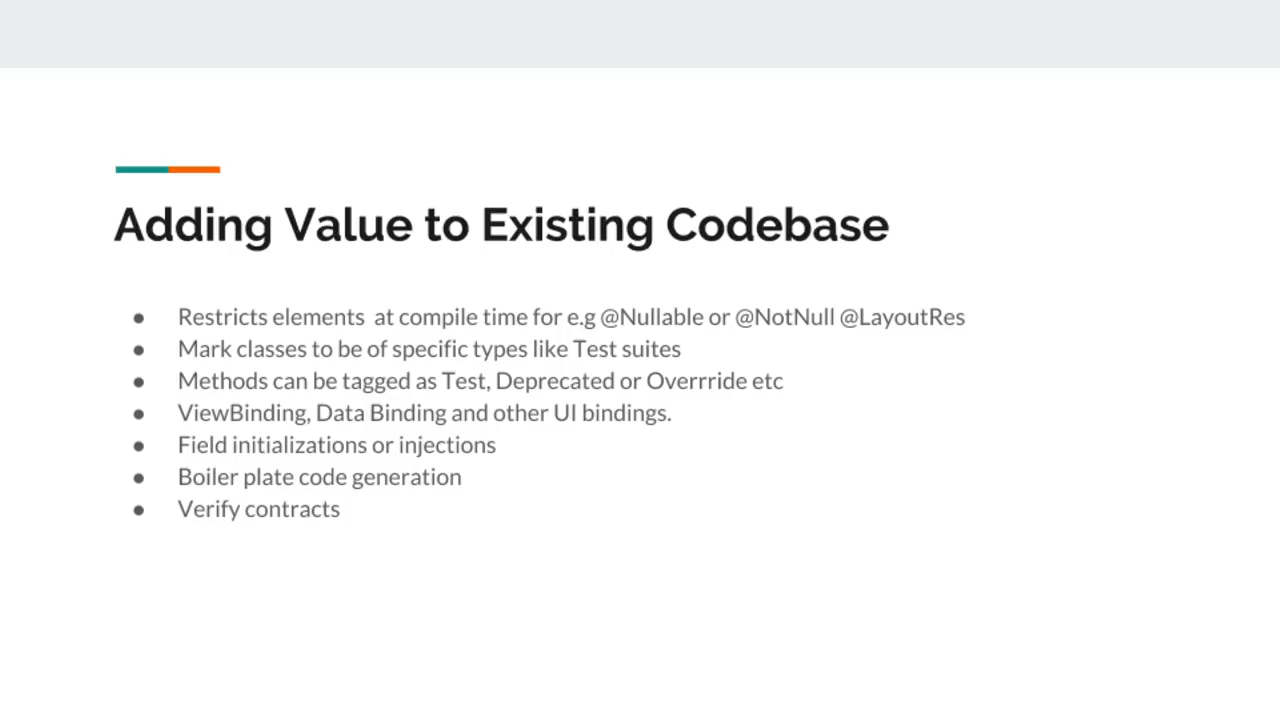 Adding Value to Existing Codebase
● Restricts elements  at compile time for e.g @Nullable or @NotNull @LayoutRes
● Mark classes to be of specific types like Test suites
● Methods can be tagged as Test, Deprecated or Overrride etc
● ViewBinding, Data Binding and other UI bindings.
● Field initializations or injections
● Boiler plate code generation
● Verify contracts